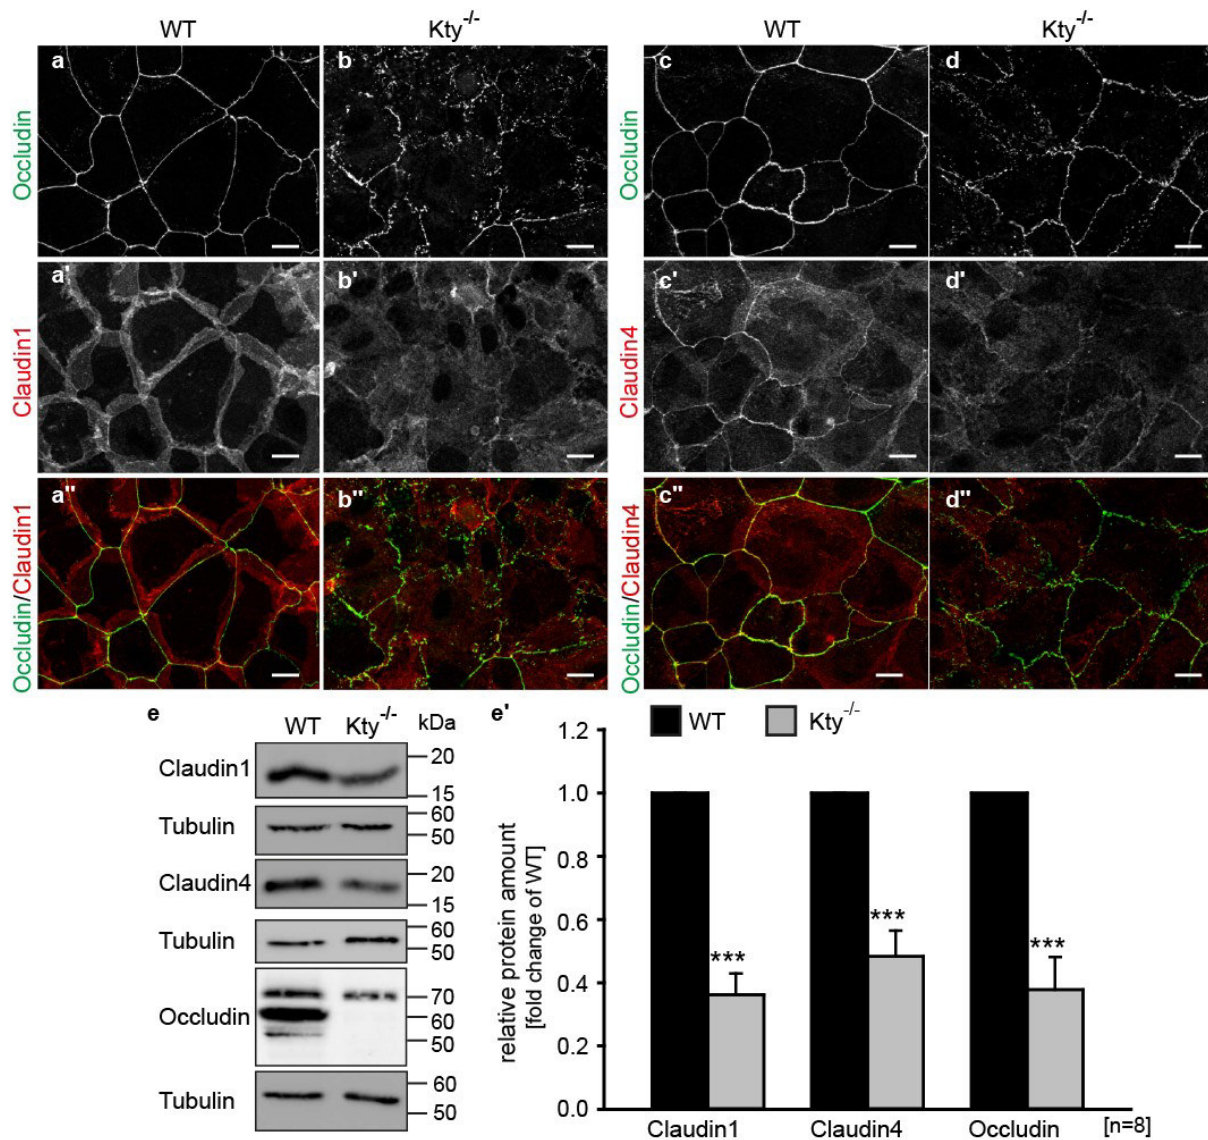 WT Kty-/- WT Kty-/-
a b c d
Occludin Occludin
a' b' c' d'
Claudin1 Claudin4
a" b" c" d"
Occludin/Claudin1 Occludin/Claudin4
e WT Kty-/- kDa
Claudin1 20
15
Tubulin 60
50
Claudin4 20
15
Tubulin 60
50
Occludin 70
60
50
Tubulin 60
50
e' WT Kty-/-
relative protein amount
[fold change of WT]
1.2
1.0
0.8
0.6
0.4
0.2
0.0
*** *** ***
Claudin1 Claudin4 Occludin [n=8]